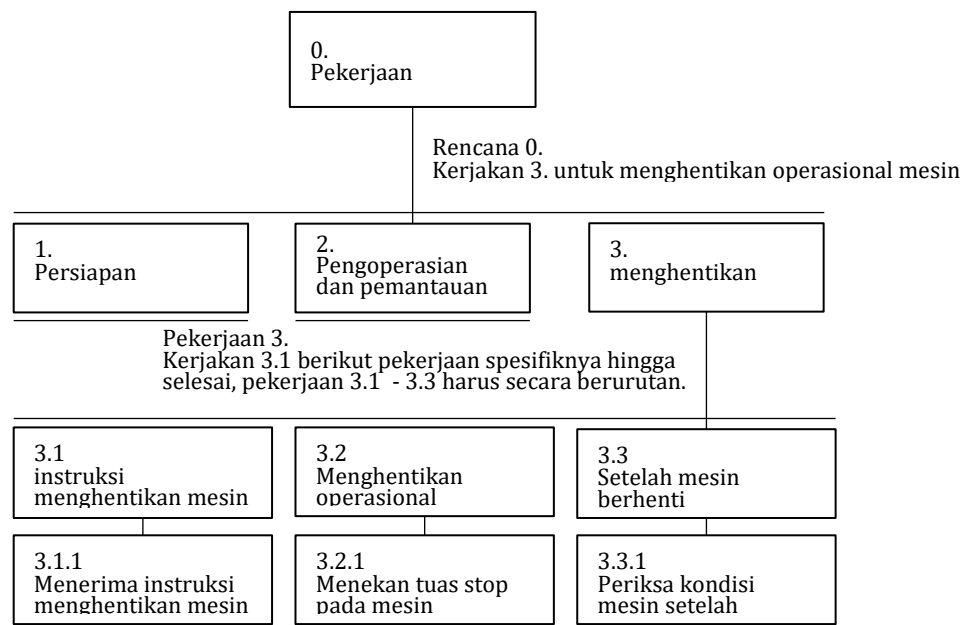 0.
Pekerjaan
Rencana 0.
Kerjakan 3. untuk menghentikan operasional mesin
1.
Persiapan
2.
Pengoperasian
dan pemantauan
3.
menghentikan
Pekerjaan 3.
Kerjakan 3.1 berikut pekerjaan spesifiknya hingga
selesai, pekerjaan 3.1 - 3.3 harus secara berurutan.
3.1
instruksi
menghentikan mesin
3.2
Menghentikan
operasional
3.3
Setelah mesin
berhenti
3.1.1
Menerima instruksi
menghentikan mesin
3.2.1
Menekan tuas stop
pada mesin
3.3.1
Periksa kondisi
mesin setelah